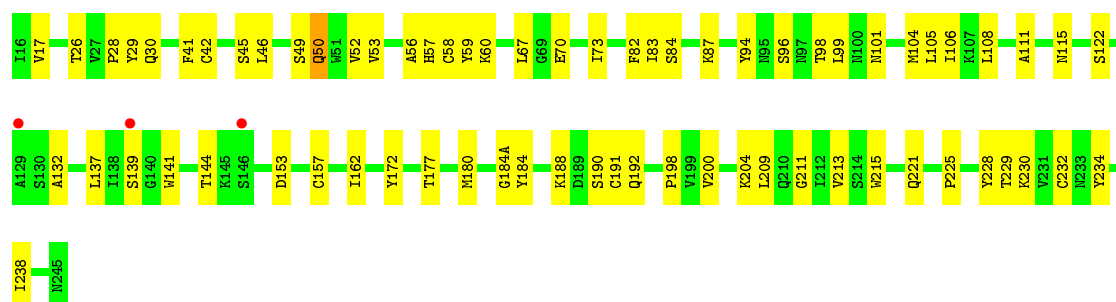 I16 V17 T26 V27 P28 Y29 Q30 F41 C42 S45 L46 S49 Q50 W51 V52 V53 A56 H57 C58 Y59 K60 L67 G69 E70 I73 F82 I83 S84 K87 Y94 N95 S96 N97 T98 L99 N100 N101 M104 L105 I106 K107 L108 A111 N115 S122
A129 S130 A132 L137 I138 S139 G140 W141 T144 K145 S146 D153 C157 I162 Y172 T177 M180 G184A Y184 K188 D189 S190 C191 Q192 P198 V199 V200 K204 L209 Q210 G211 I212 V213 S214 W215 Q221 P225 Y228 T229 K230 V231 C232 N233 Y234
I238 N245